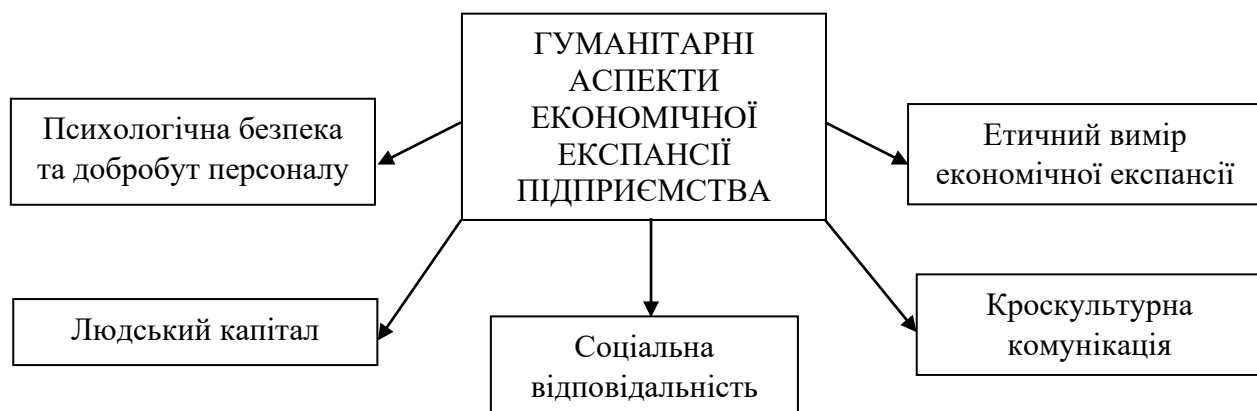 ГУМАНІТАРНІ
АСПЕКТИ
ЕКОНОМІЧНОЇ
ЕКСПАНСІЇ
ПІДПРИЄМСТВА
Психологічна безпека
та добробут персоналу
Етичний вимір
економічної експансії
Людський капітал
Соціальна
відповідальність
Кроскультурна
комунікація